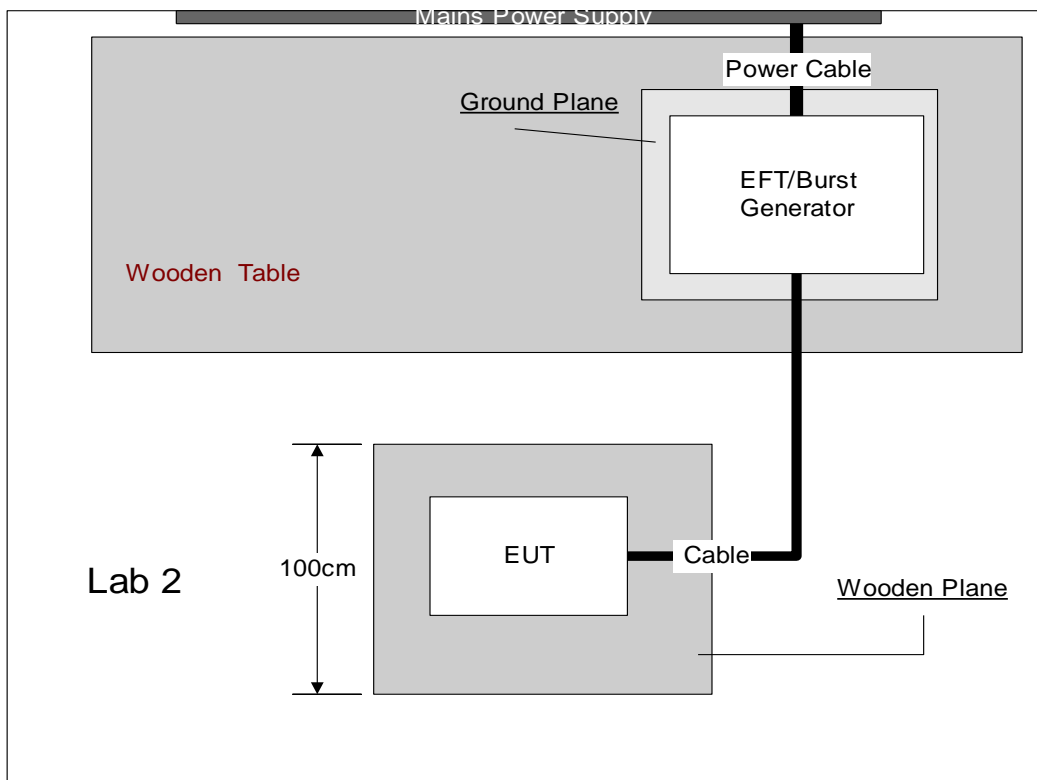 Mains Power Supply
Power Cable
Ground Plane
EFT/Burst
Generator
Wooden Table
EUT
Cable
100cm
Lab 2
Wooden Plane